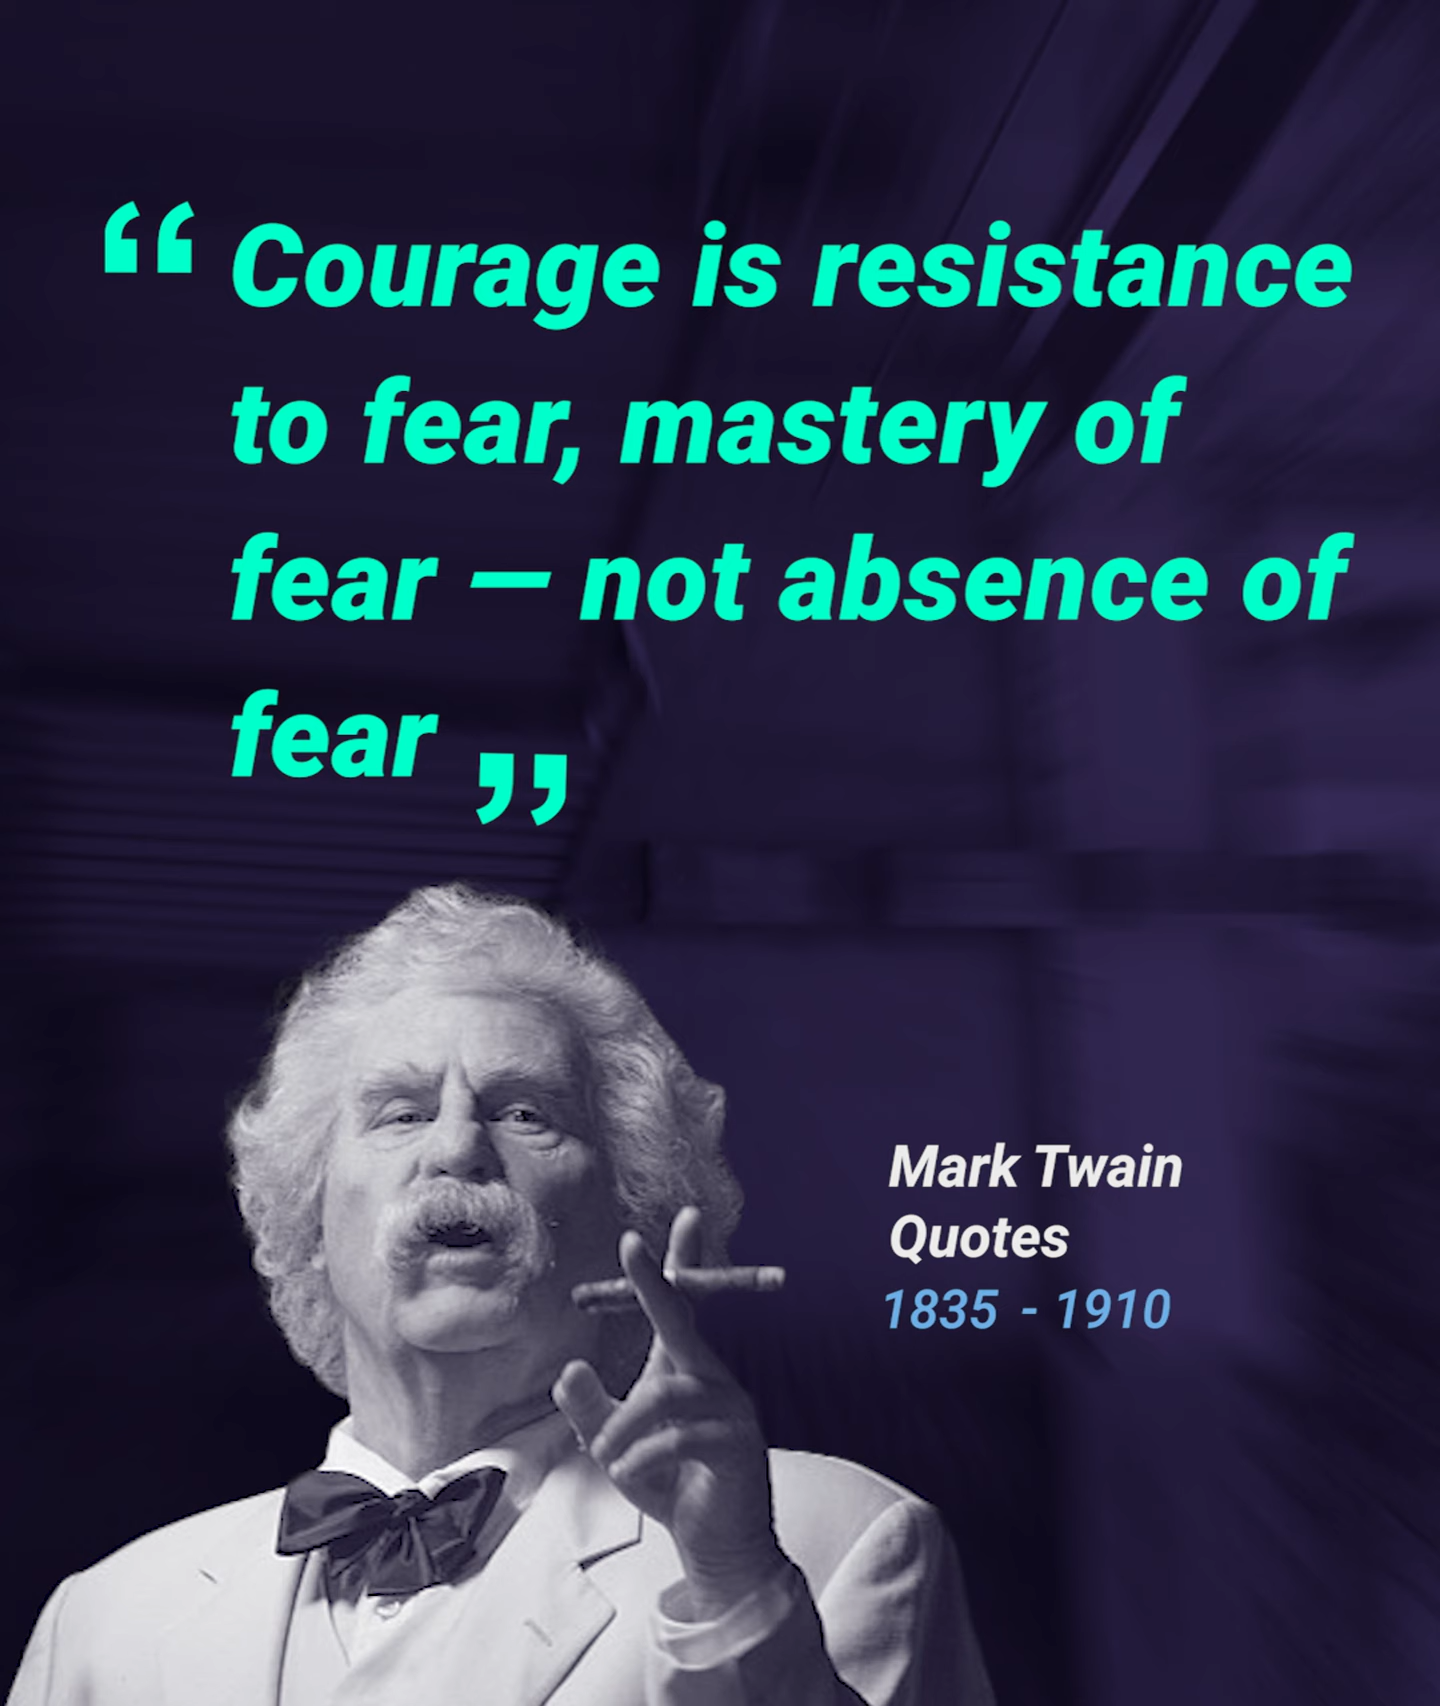 “ Courage is resistance
to fear, mastery of
fear – not absence of
fear ”
Mark Twain
Quotes
1835 - 1910